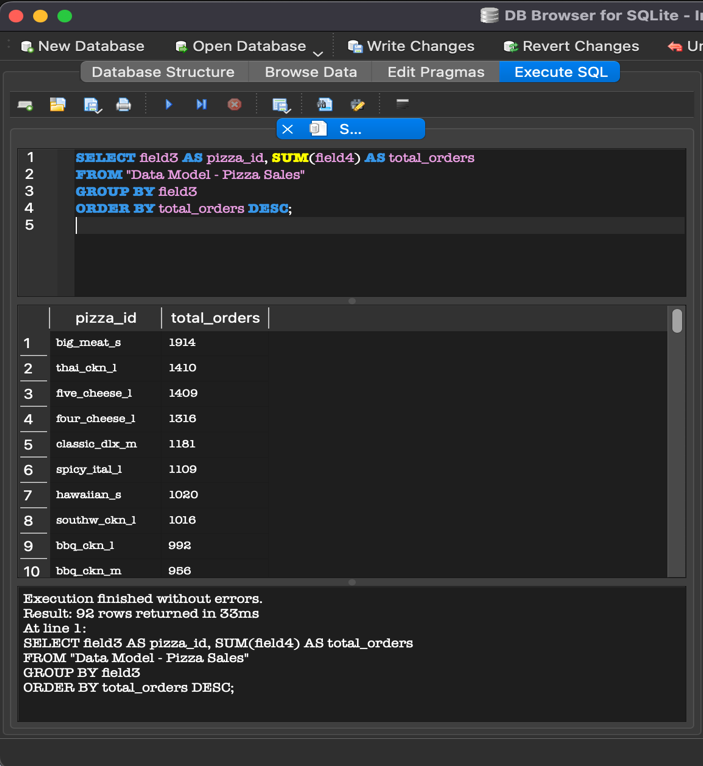 DB Browser for SQLite - I
New Database Open Database Write Changes Revert Changes
Database Structure Browse Data Edit Pragmas Execute SQL
S...
1 SELECT field3 AS pizza_id, SUM(field4) AS total_orders
2 FROM "Data Model - Pizza Sales"
3 GROUP BY field3
4 ORDER BY total_orders DESC;
5
pizza_id total_orders
1 big_meat_s 1914
2 thai_ckn_l 1410
3 five_cheese_l 1409
4 four_cheese_l 1316
5 classic_dlx_m 1181
6 spicy_ital_l 1109
7 hawaiian_s 1020
8 southw_ckn_l 1016
9 bbq_ckn_l 992
10 bbq_ckn_m 956
Execution finished without errors.
Result: 92 rows returned in 33ms
At line 1:
SELECT field3 AS pizza_id, SUM(field4) AS total_orders
FROM "Data Model - Pizza Sales"
GROUP BY field3
ORDER BY total_orders DESC;